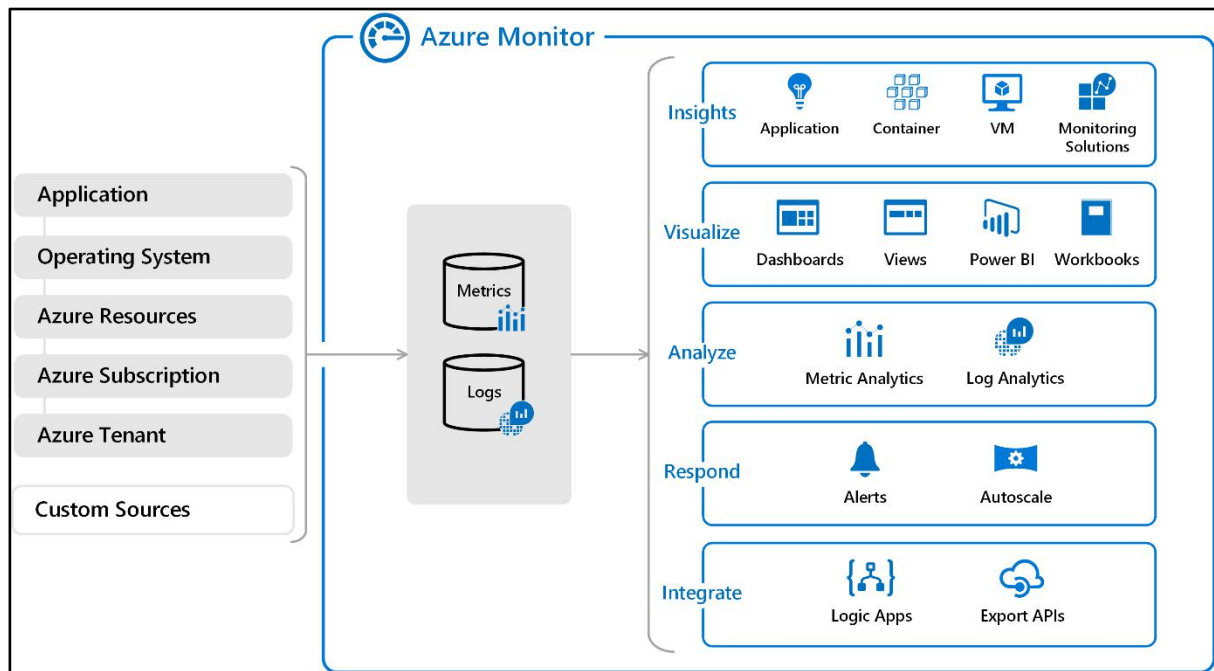 Azure Monitor
Application
Operating System
Azure Resources
Azure Subscription
Azure Tenant
Custom Sources
Metrics
Logs
Insights
Application
Container
VM
Monitoring
Solutions
Visualize
Dashboards
Views
Power BI
Workbooks
Analyze
Metric Analytics
Log Analytics
Respond
Alerts
Autoscale
Integrate
Logic Apps
Export APIs